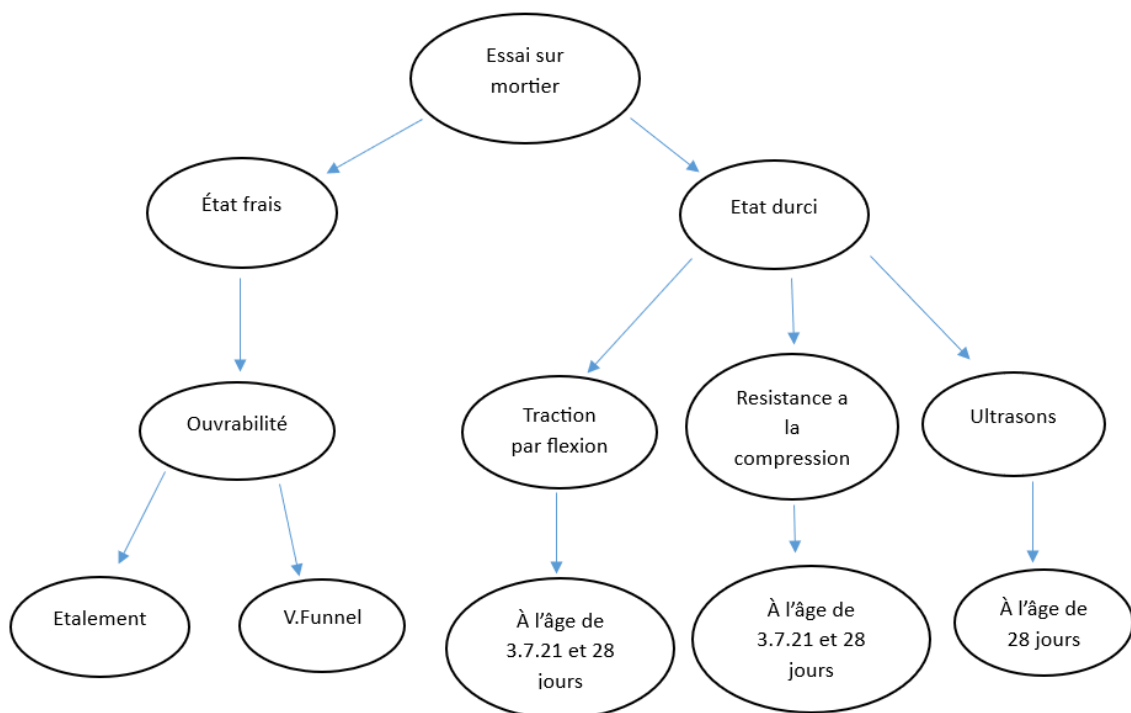 Essai sur
mortier
État frais
Etat durci
Ouvrabilité
Traction
par flexion
Resistance a
la
compression
Ultrasons
Etalement
V.Funnel
À l’âge de
3.7.21 et 28
jours
À l’âge de
3.7.21 et 28
jours
À l’âge de
28 jours